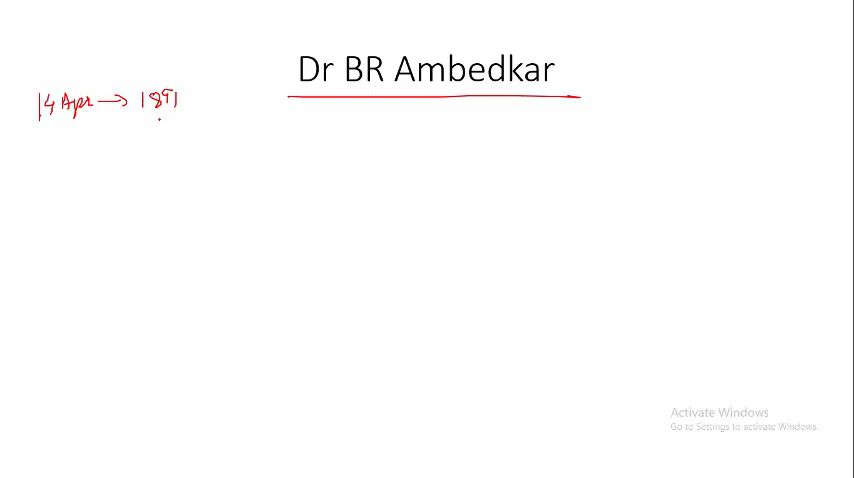 Dr BR Ambedkar
14 Apr → 1891
Activate Windows
Go to Settings to activate Windows.